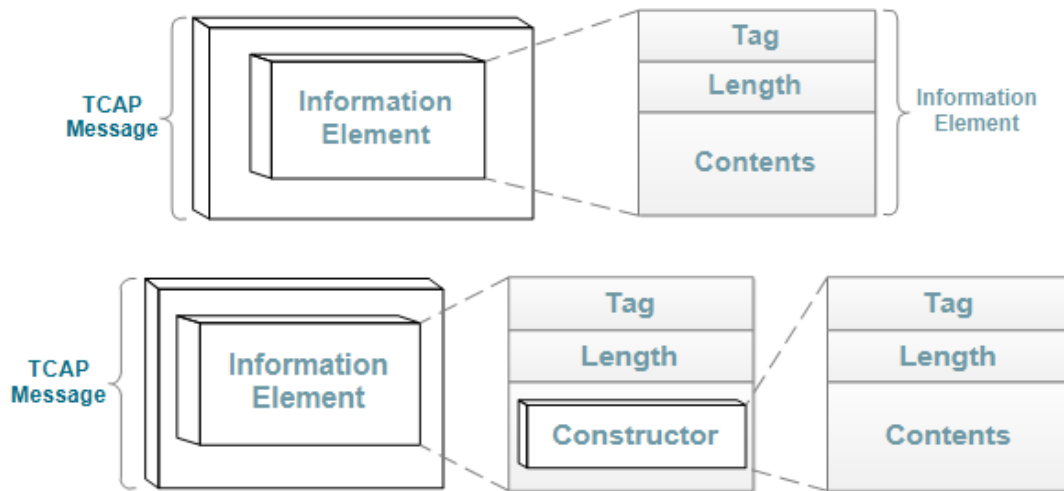 TCAP
Message
Information
Element
Tag
Length
Contents
Information
Element
TCAP
Message
Information
Element
Tag
Length
Constructor
Tag
Length
Contents